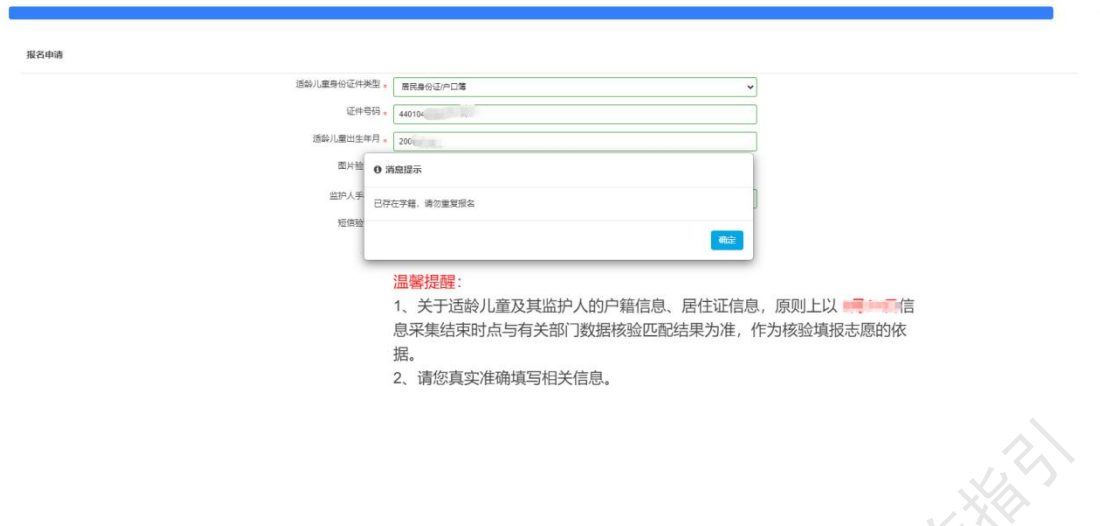 报名申请
适龄儿童身份证件类型 * 居民身份证/户口簿
证件号码 * 440104
适龄儿童出生年月 * 200
图片验
监护人手
短信验
消息提示
已存在学籍，请勿重复报名
确定
温馨提醒：
1、关于适龄儿童及其监护人的户籍信息、居住证信息，原则上以 信
息采集结束时点与有关部门数据核验匹配结果为准，作为核验填报志愿的依
据。
2、请您真实准确填写相关信息。
指引